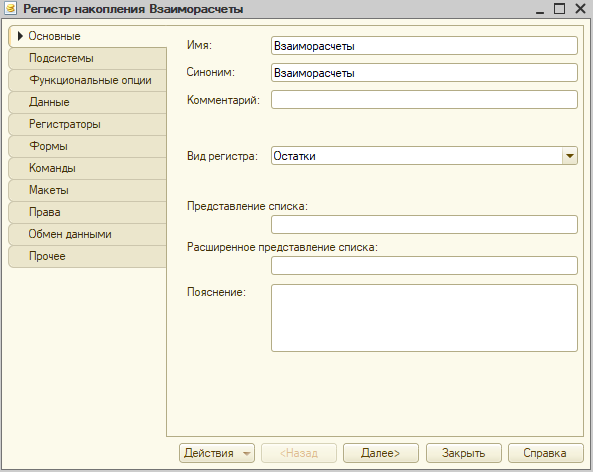 Регистр накопления Взаиморасчеты
Основные
Подсистемы
Функциональные опции
Данные
Регистраторы
Формы
Команды
Макеты
Права
Обмен данными
Прочее
Имя: Взаиморасчеты
Синоним: Взаиморасчеты
Комментарий:
Вид регистра: Остатки
Представление списка:
Расширенное представление списка:
Пояснение:
Действия <Назад Далее> Закрыть Справка